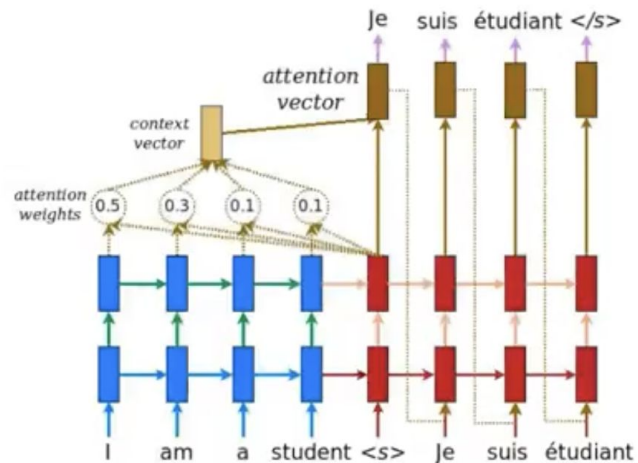 Je suis étudiant </s>
attention
vector
context
vector
attention
weights
0.5 0.3 0.1 0.1
I am a student <s> Je suis étudiant